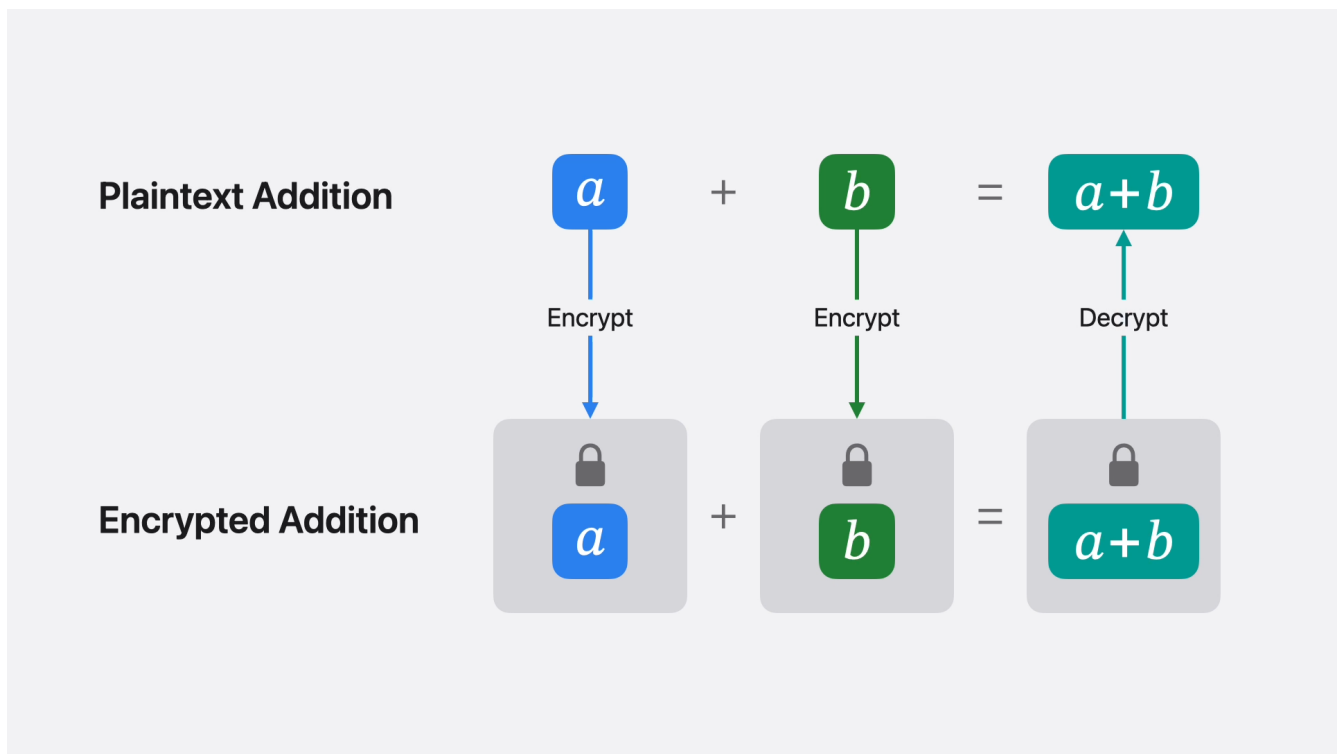 Plaintext Addition a + b = a+b
Encrypt Encrypt Decrypt
Encrypted Addition a + b = a+b